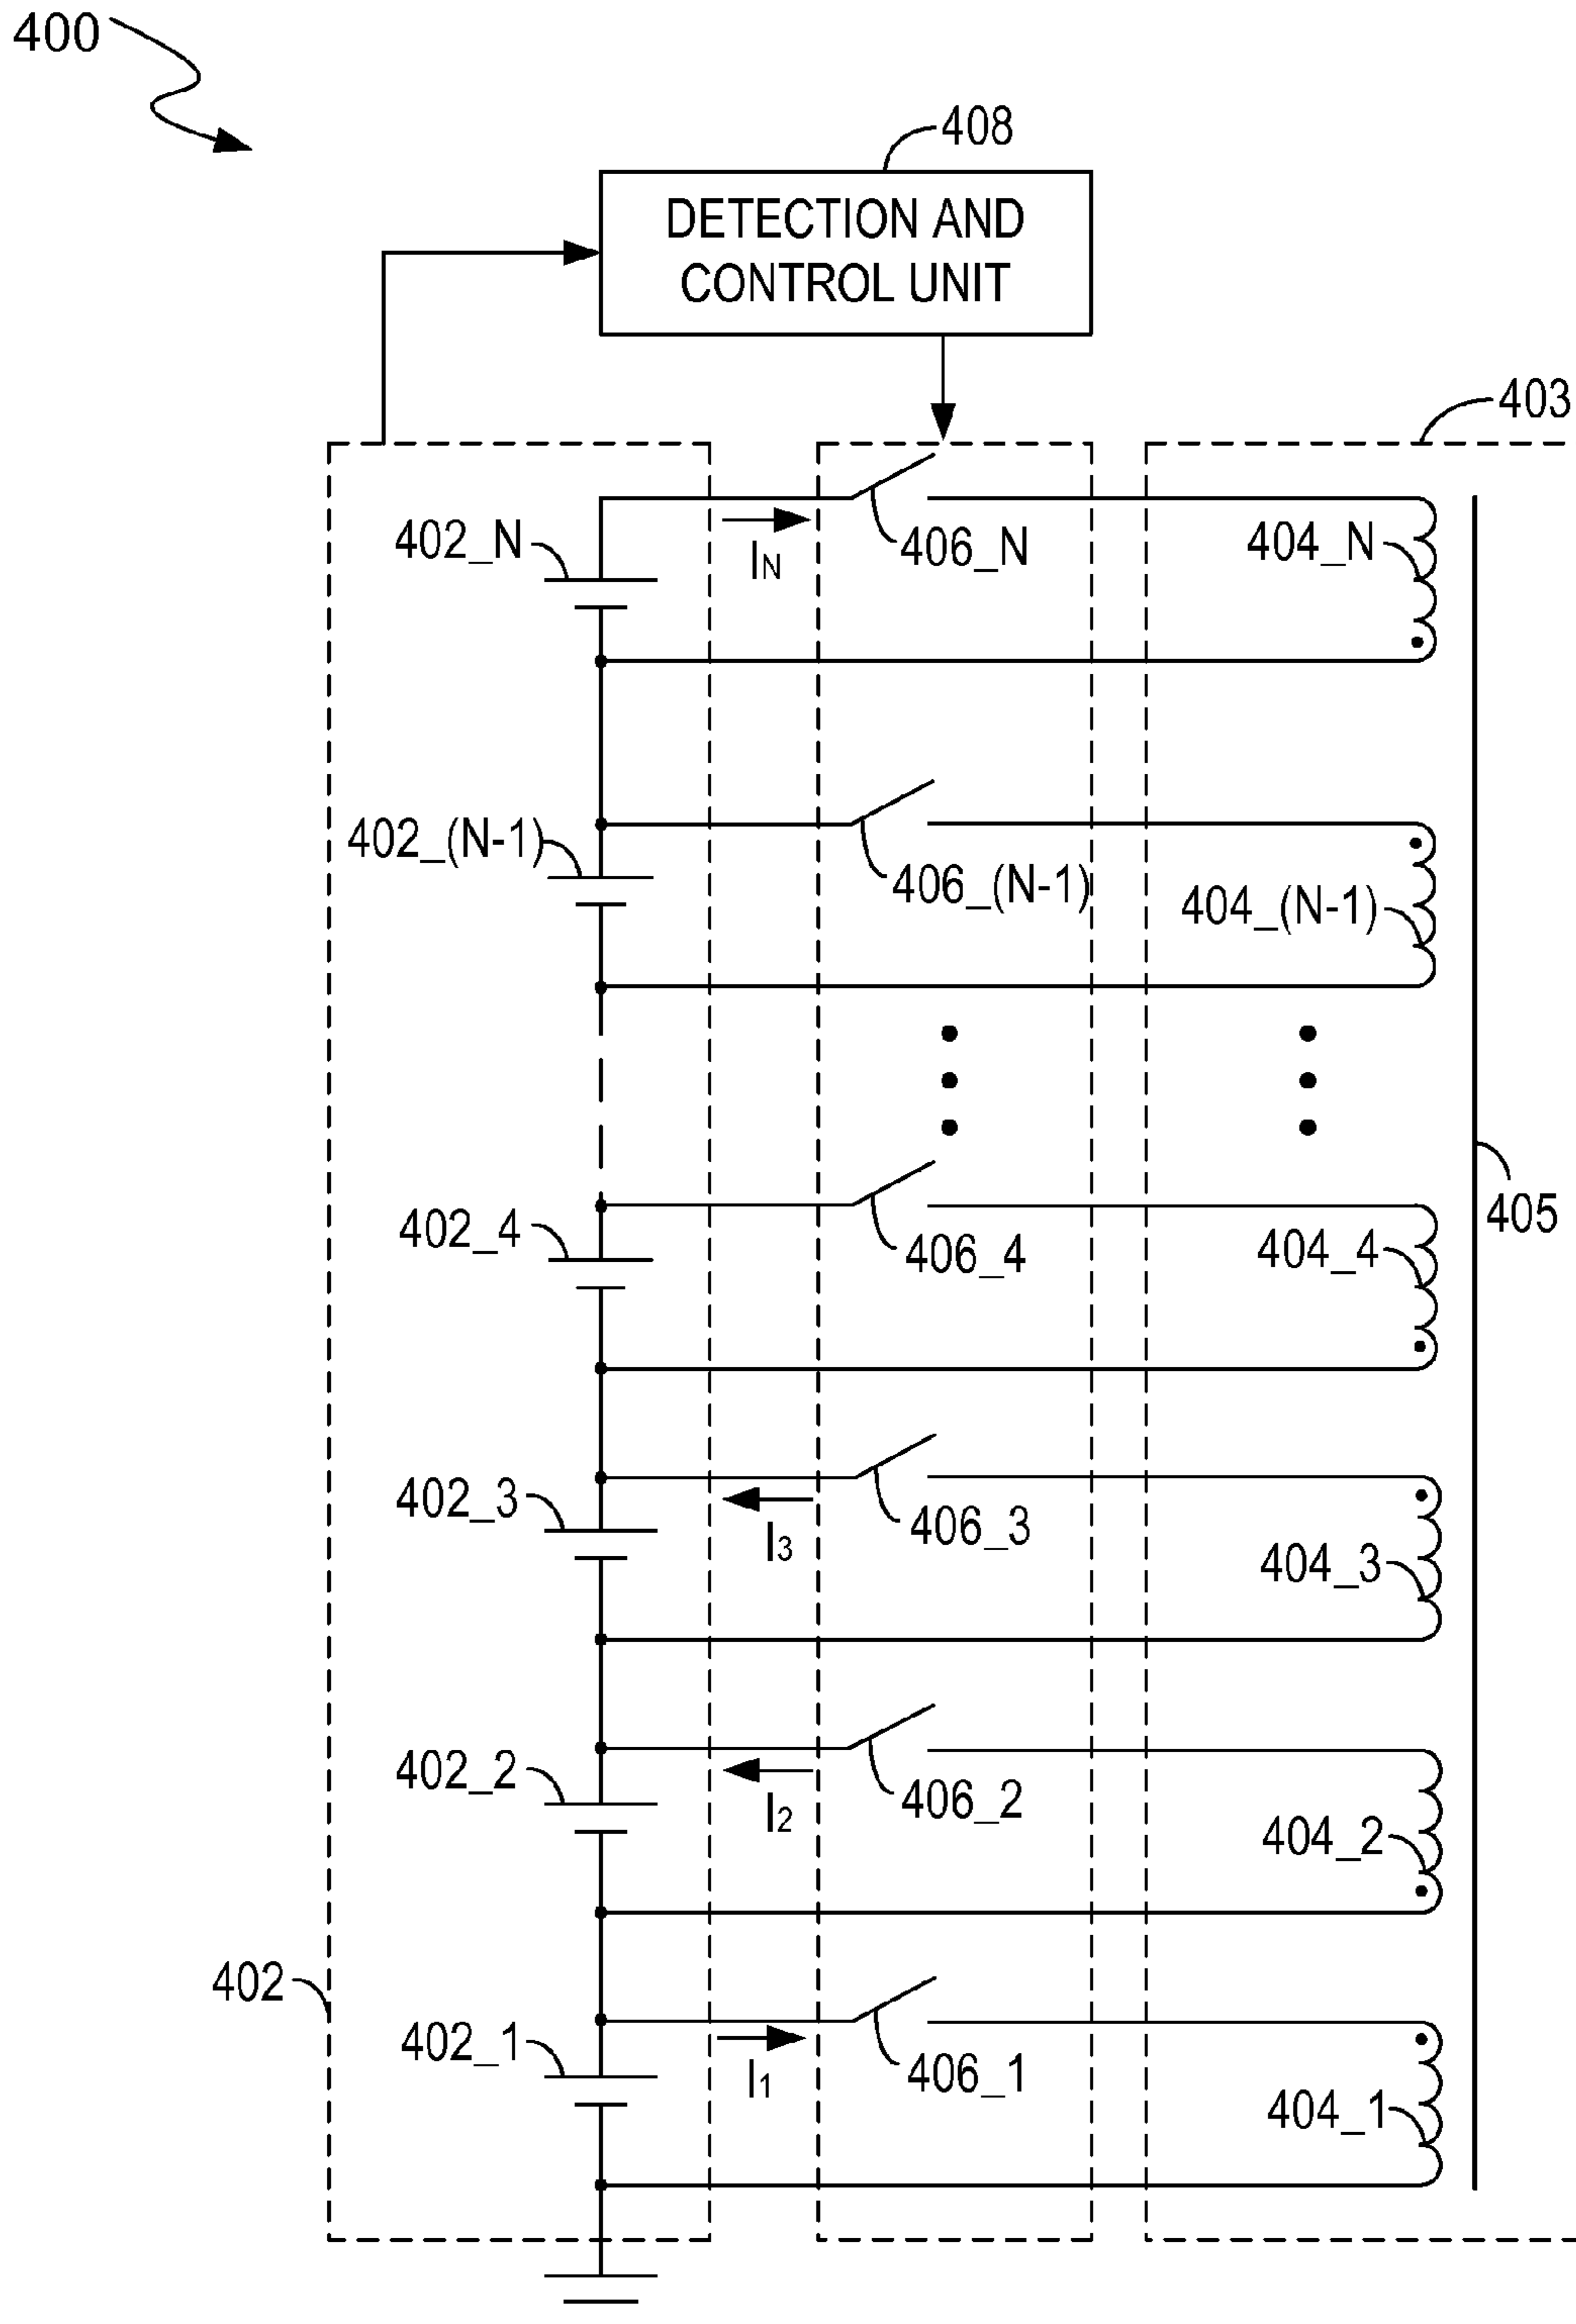 400
408
DETECTION AND
CONTROL UNIT
403
402_N
IN
406_N
404_N
402_(N-1)
406_(N-1)
404_(N-1)
405
402_4
406_4
404_4
402_3
I3
406_3
404_3
402_2
I2
406_2
404_2
402
402_1
I1
406_1
404_1